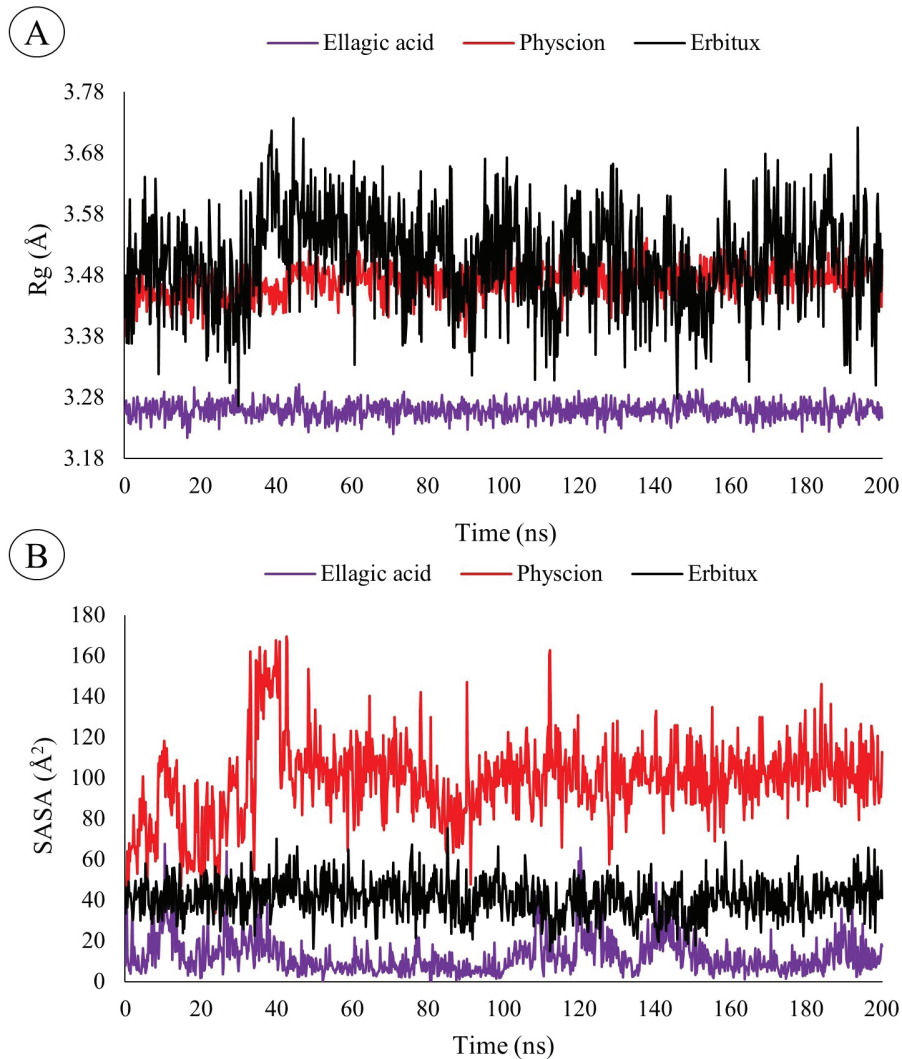 A
Ellagic acid Physcion Erbitux
3.78
3.68
3.58
3.48
3.38
3.28
3.18
Rg (Å)
0 20 40 60 80 100 120 140 160 180 200
Time (ns)
B
Ellagic acid Physcion Erbitux
180
160
140
120
100
80
60
40
20
0
SASA (Å²)
0 20 40 60 80 100 120 140 160 180 200
Time (ns)